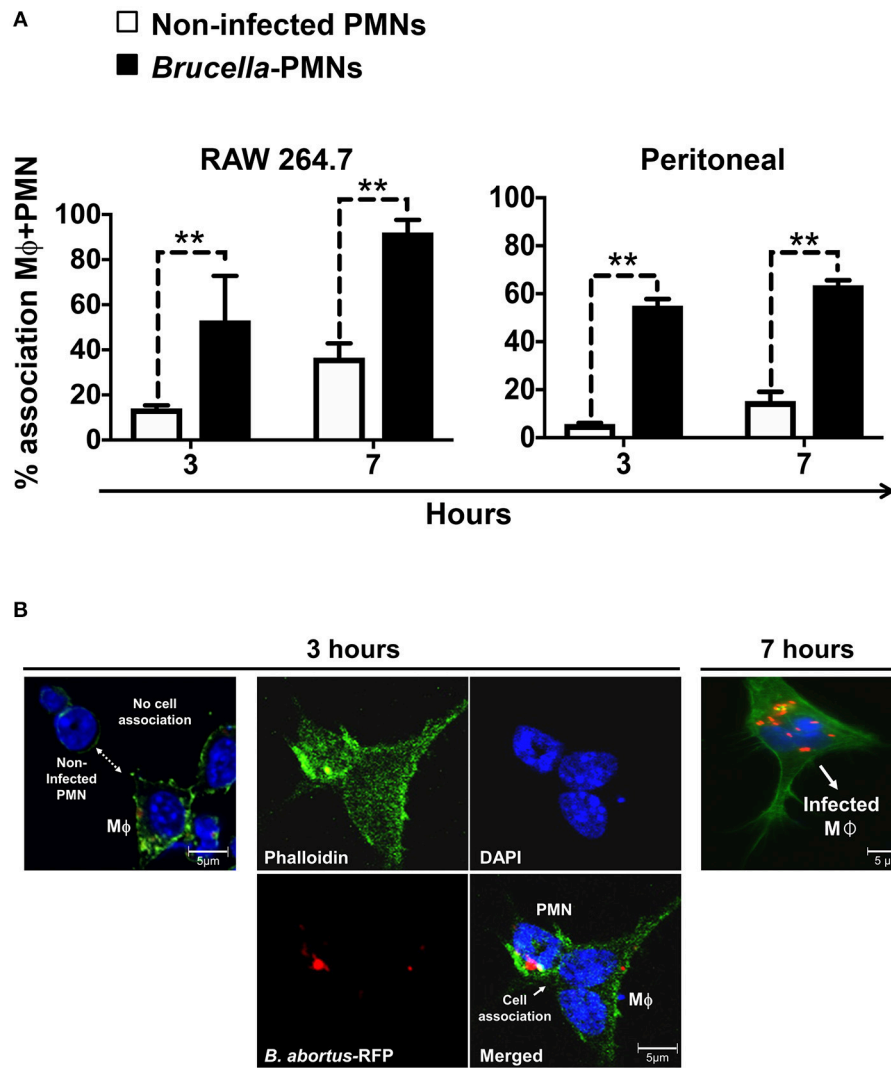 A
Non-infected PMNs
Brucella-PMNs
RAW 264.7
Peritoneal
% association Mϕ+PMN
100
80
60
40
20
0
**
**
3
7
100
80
60
40
20
0
**
**
3
7
Hours
B
3 hours
7 hours
No cell
association
Non-
Infected
PMN
Mϕ
5µm
Phalloidin
DAPI
Infected
MΦ
5 µ
B. abortus-RFP
PMN
Cell
association
Mϕ
Merged
5µm